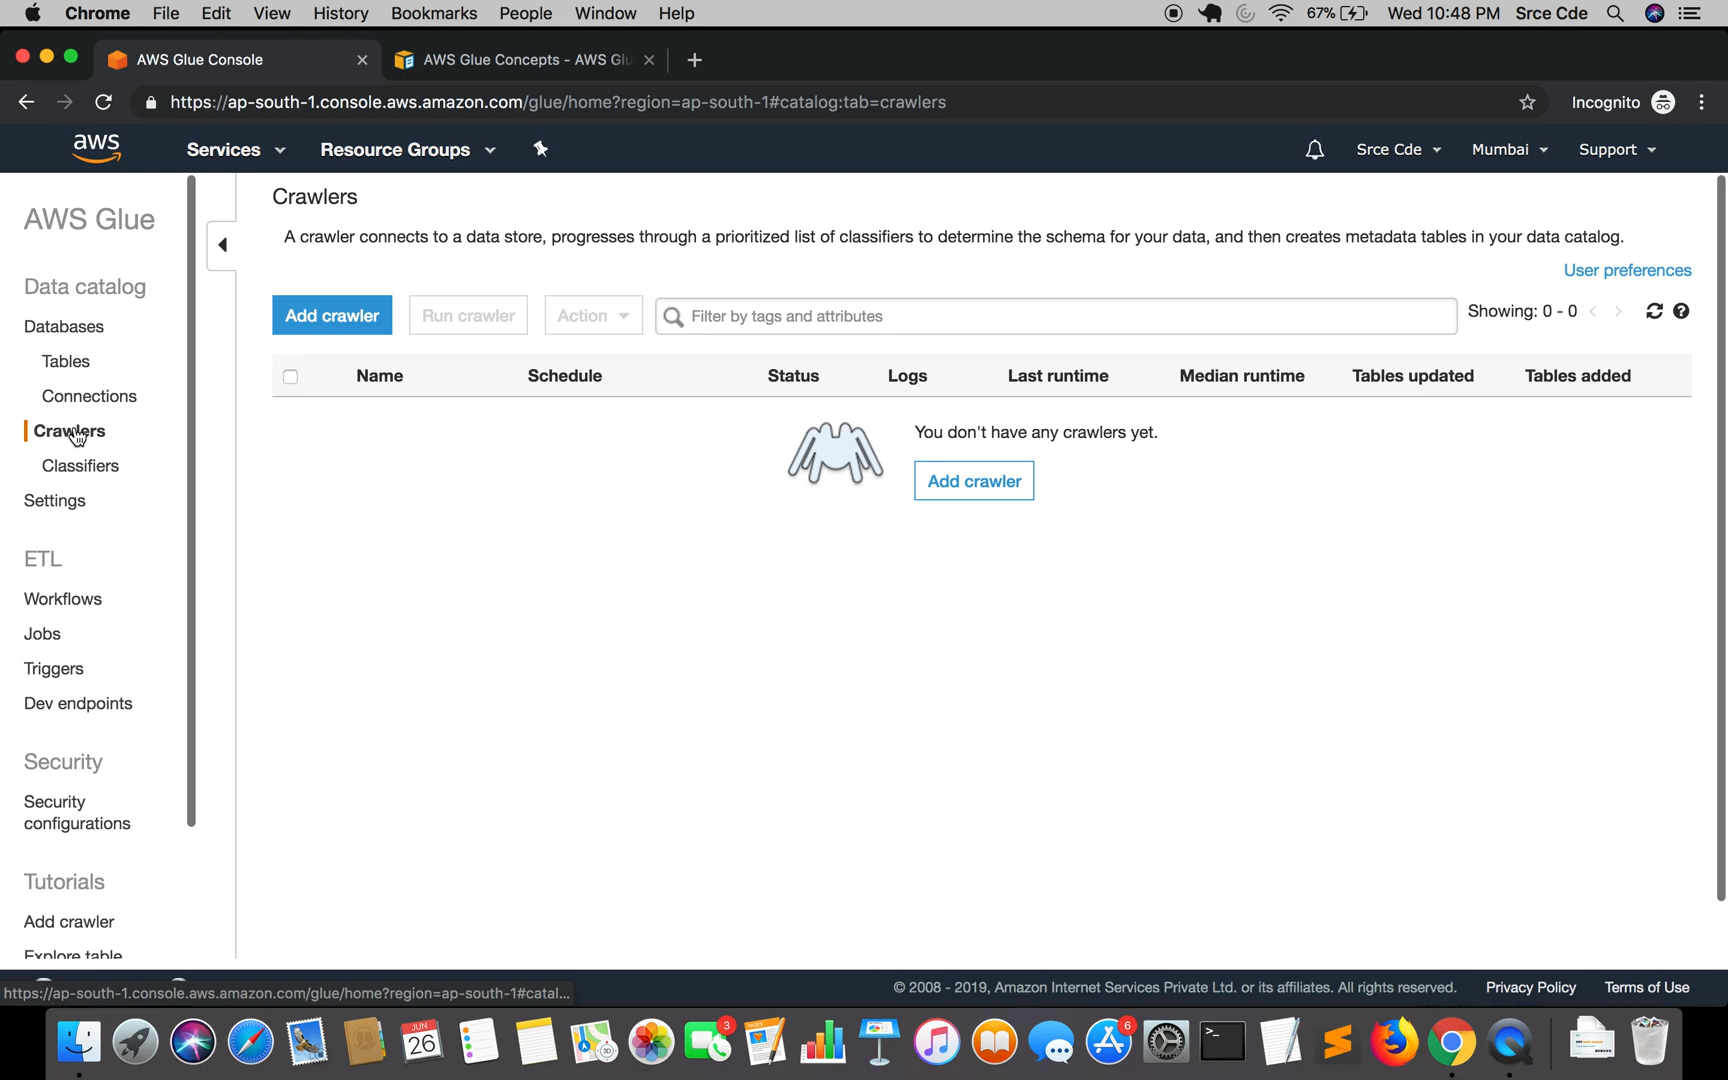 Chrome File Edit View History Bookmarks People Window Help 67% Wed 10:48 PM Srce Cde
AWS Glue Console AWS Glue Concepts - AWS Glu
https://ap-south-1.console.aws.amazon.com/glue/home?region=ap-south-1#catalog:tab=crawlers Incognito
aws Services Resource Groups Srce Cde Mumbai Support
AWS Glue
Data catalog
Databases
Tables
Connections
Crawlers
Classifiers
Settings
ETL
Workflows
Jobs
Triggers
Dev endpoints
Security
Security
configurations
Tutorials
Add crawler
Explore table
Crawlers
A crawler connects to a data store, progresses through a prioritized list of classifiers to determine the schema for your data, and then creates metadata tables in your data catalog.
User preferences
Add crawler Run crawler Action Filter by tags and attributes Showing: 0 - 0
Name Schedule Status Logs Last runtime Median runtime Tables updated Tables added
You don't have any crawlers yet.
Add crawler
https://ap-south-1.console.aws.amazon.com/glue/home?region=ap-south-1#catal...
© 2008 - 2019, Amazon Internet Services Private Ltd. or its affiliates. All rights reserved. Privacy Policy Terms of Use
JUN
26
3
PAGES
6